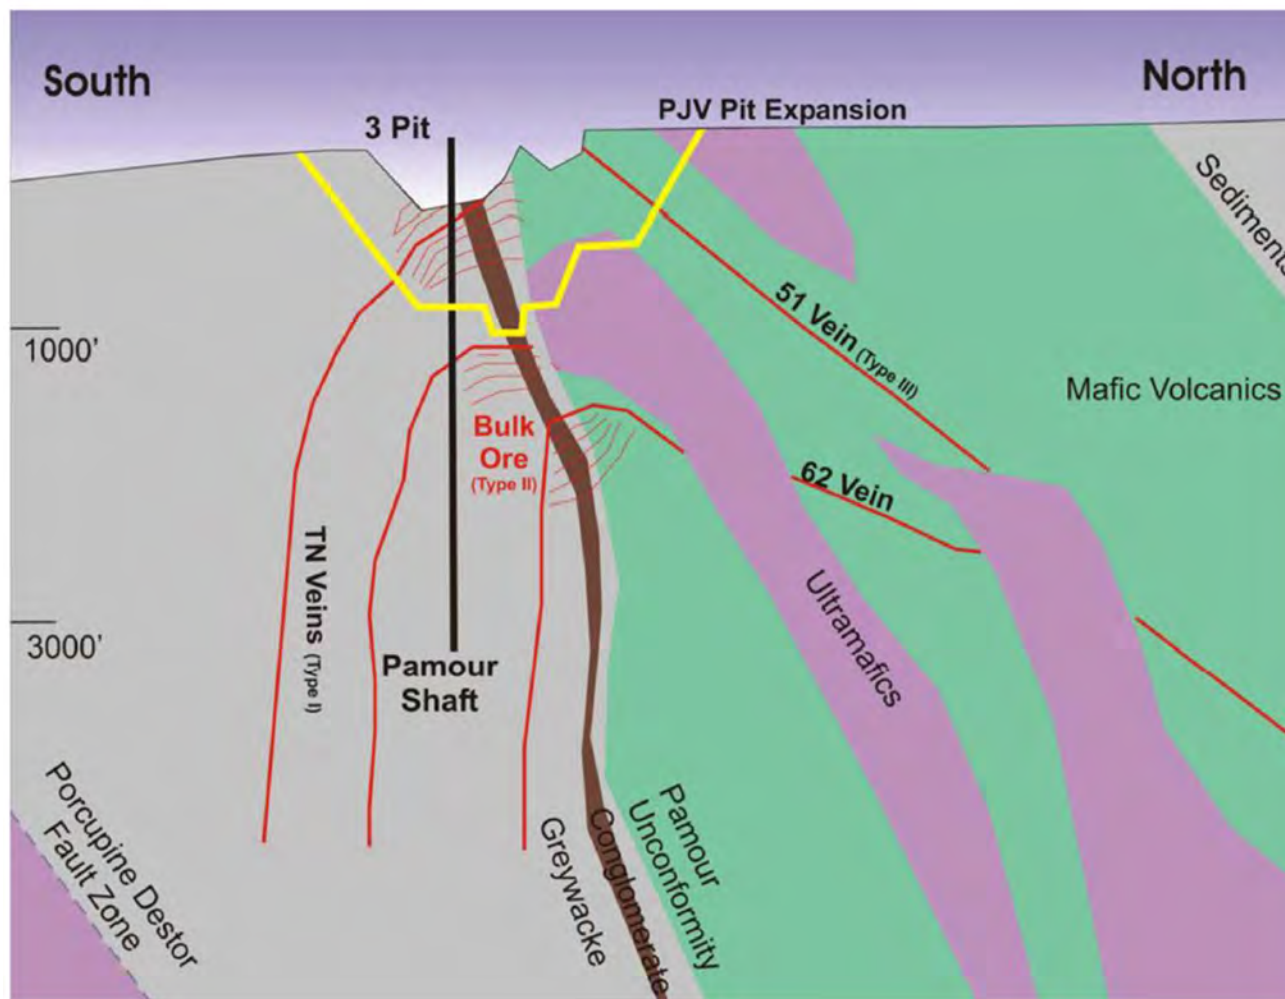 South
North
PJV Pit Expansion
3 Pit
Sediments
1000'
51 Vein (Type III)
Mafic Volcanics
Bulk
Ore
(Type II)
62 Vein
TN Veins (Type I)
Ultramafics
3000'
Pamour
Shaft
Porcupine Destor
Fault Zone
Greywacke
Conglomerate
Pamour
Unconformity